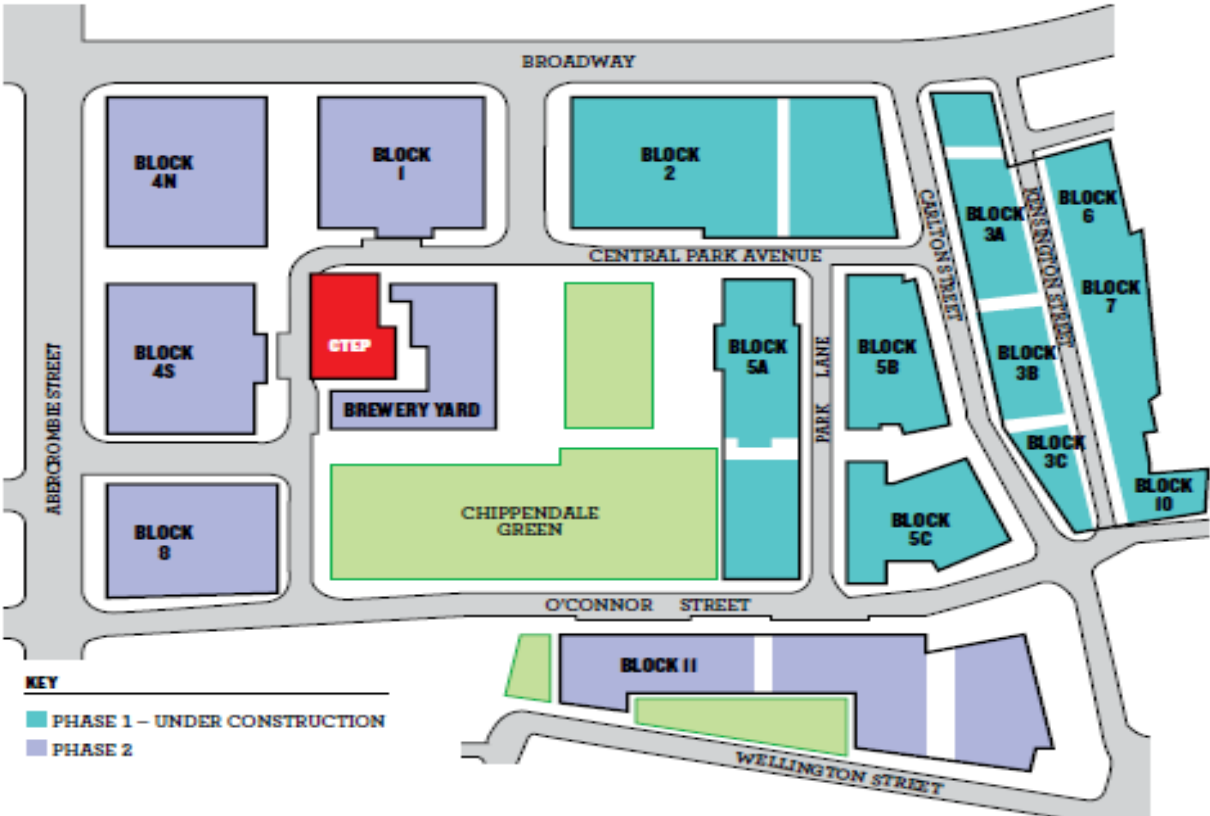 BROADWAY
BLOCK
4N
BLOCK
1
BLOCK
2
BLOCK
3A
KENSINGTON STREET
BLOCK
6
CARLTON STREET
CENTRAL PARK AVENUE
BLOCK
7
BLOCK
4S
CTEP
BREWERY YARD
BLOCK
5A
PARK LANE
BLOCK
5B
BLOCK
3B
ABERCROMBIE STREET
BLOCK
3C
BLOCK
10
BLOCK
8
CHIPPENDALE
GREEN
BLOCK
5C
O'CONNOR STREET
BLOCK 11
WELLINGTON STREET
KEY
PHASE 1 – UNDER CONSTRUCTION
PHASE 2